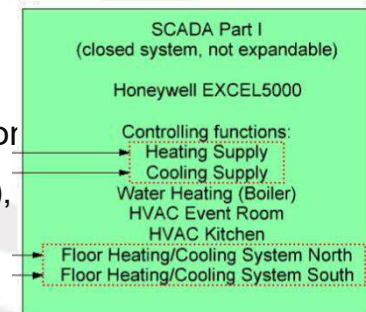 SCADA Part I
(closed system, not expandable)
Honeywell EXCEL5000
Controlling functions:
Heating Supply
Cooling Supply
),
Water Heating (Boiler)
HVAC Event Room
HVAC Kitchen
Floor Heating/Cooling System North
Floor Heating/Cooling System South